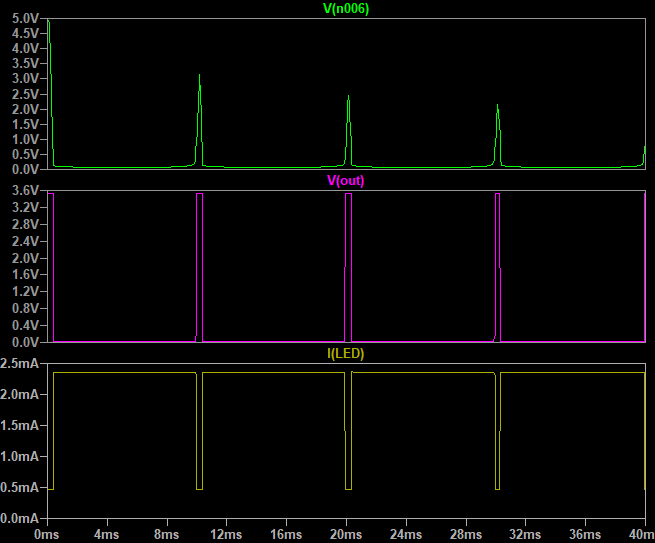 V(n006)
5.0V
4.5V
4.0V
3.5V
3.0V
2.5V
2.0V
1.5V
1.0V
0.5V
0.0V
V(out)
3.6V
3.2V
2.8V
2.4V
2.0V
1.6V
1.2V
0.8V
0.4V
0.0V
I(LED)
2.5mA
2.0mA
1.5mA
1.0mA
0.5mA
0.0mA
0ms 4ms 8ms 12ms 16ms 20ms 24ms 28ms 32ms 36ms 40ms